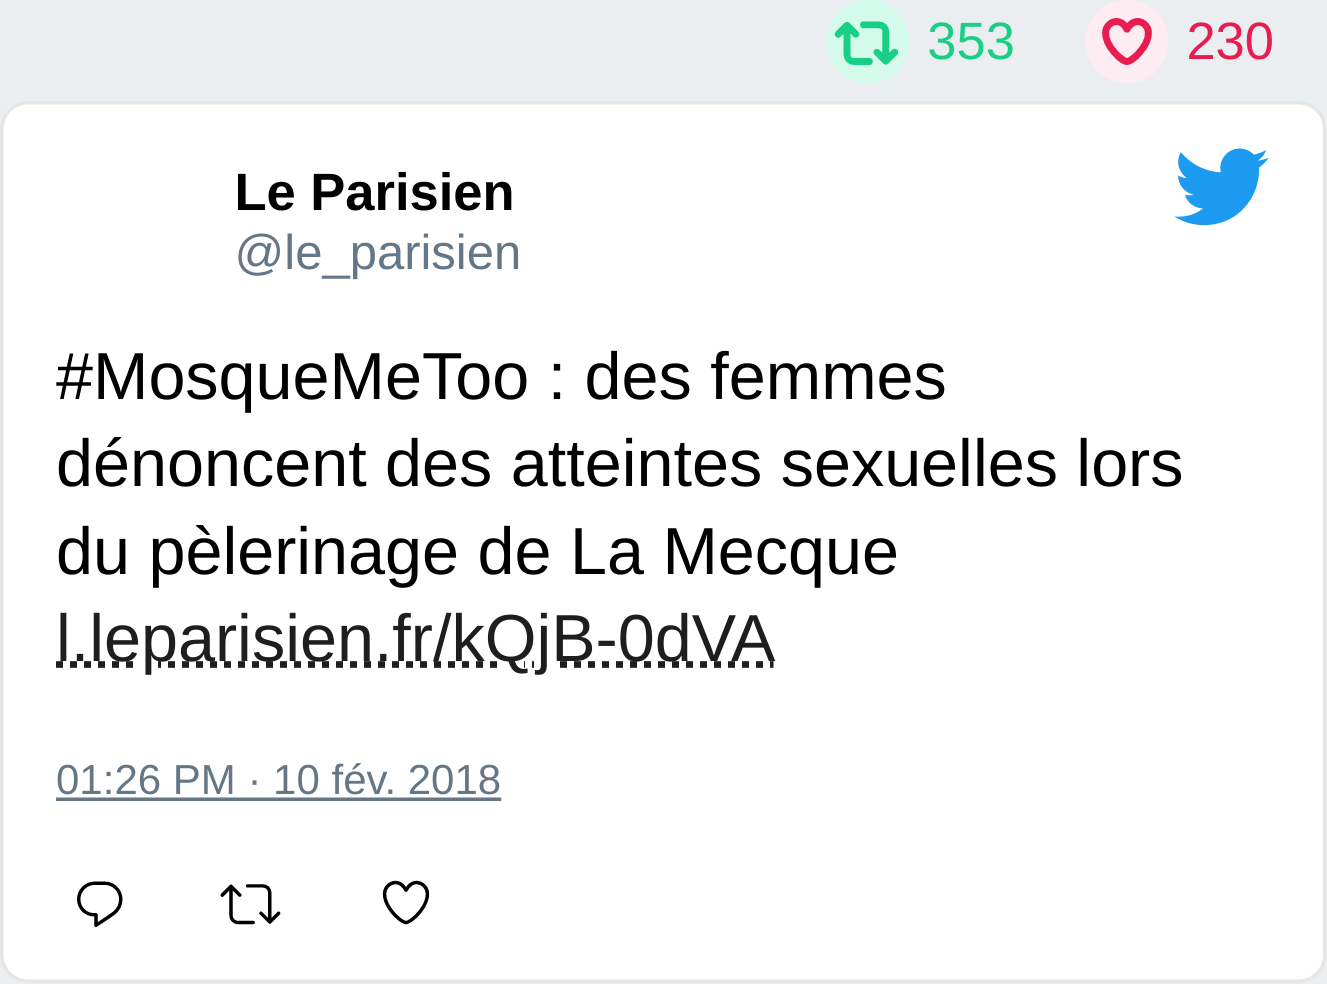 353 230
Le Parisien
@le_parisien
#MosqueMeToo : des femmes
dénoncent des atteintes sexuelles lors
du pèlerinage de La Mecque
l.leparisien.fr/kQjB-0dVA
01:26 PM · 10 fév. 2018